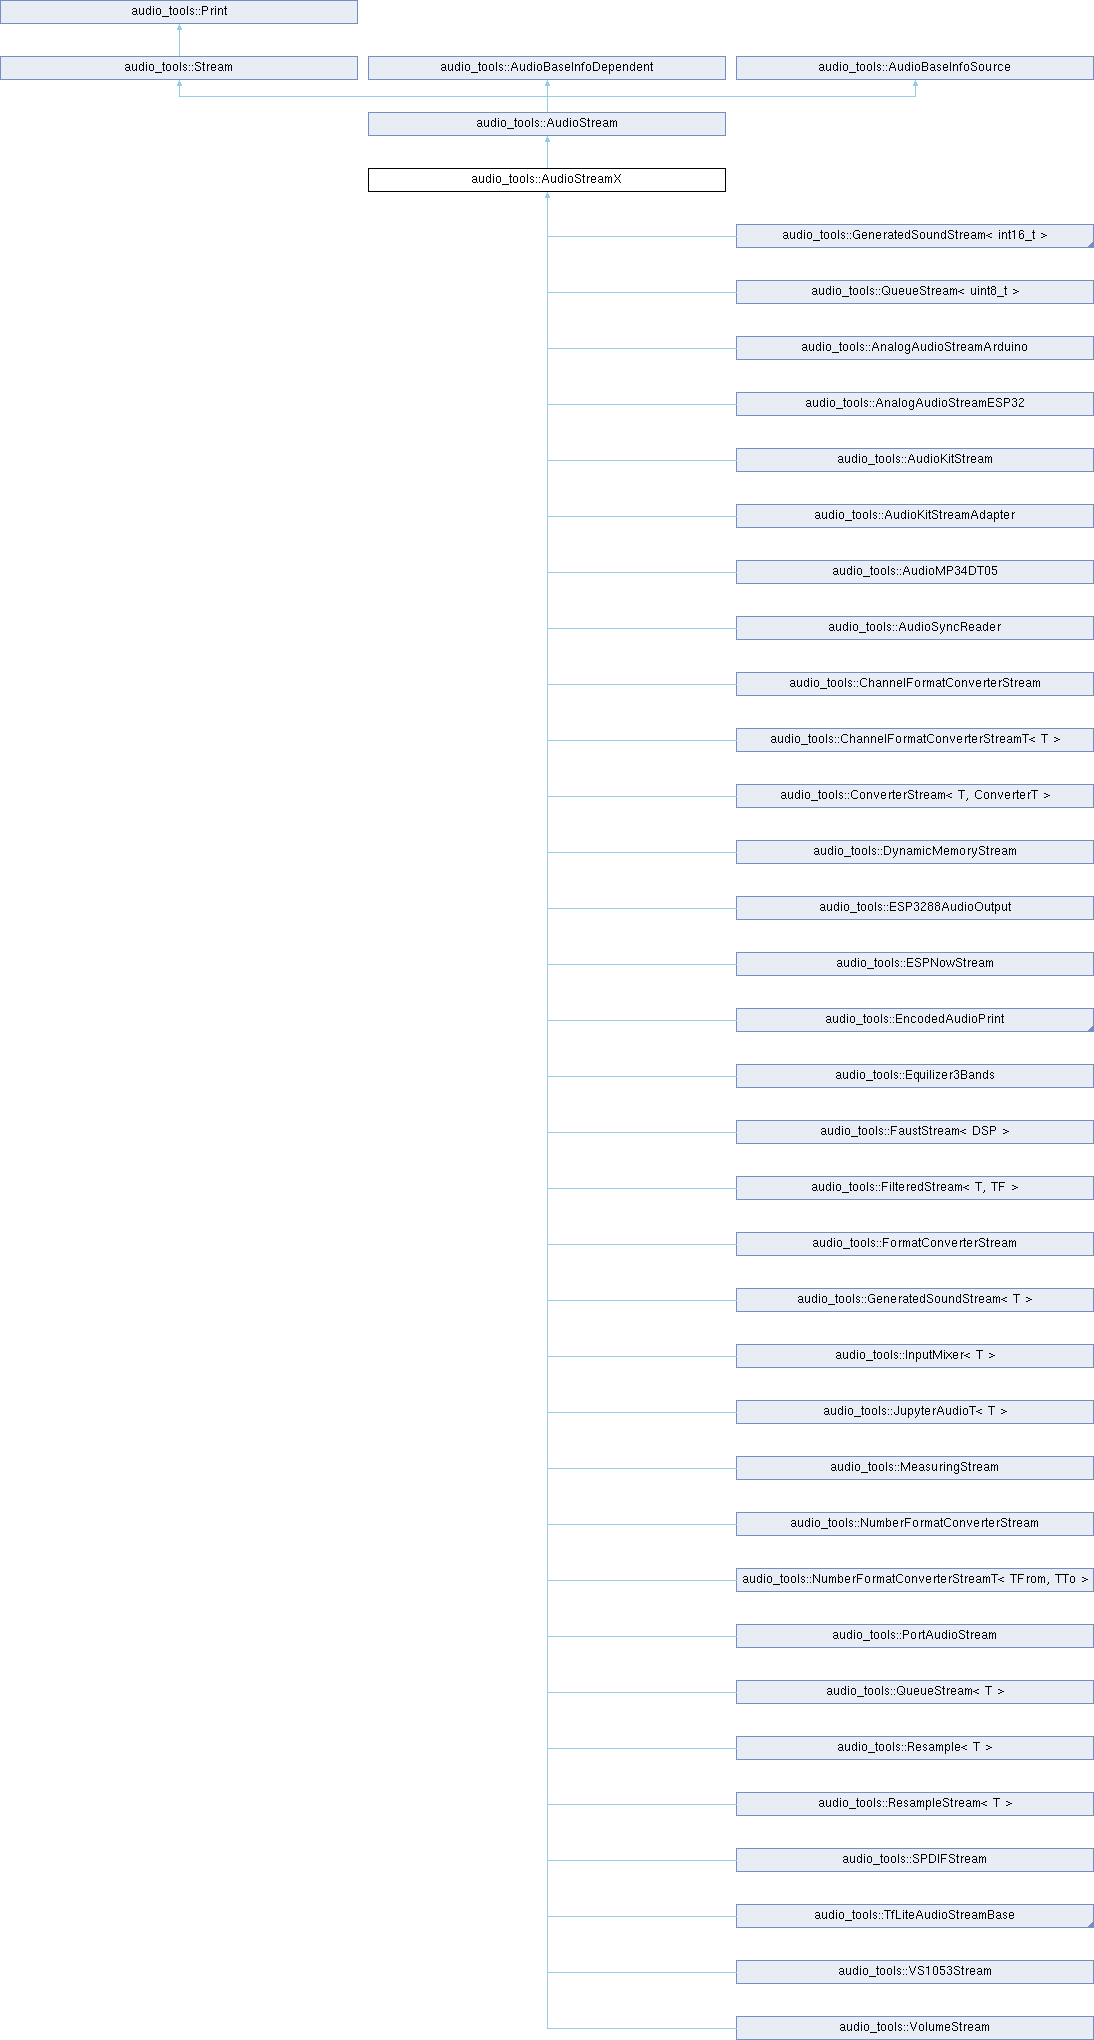 audio_tools::Print
audio_tools::Stream
audio_tools::AudioBaseInfoDependent
audio_tools::AudioBaseInfoSource
audio_tools::AudioStream
audio_tools::AudioStreamX
audio_tools::GeneratedSoundStream< int16_t >
audio_tools::QueueStream< uint8_t >
audio_tools::AnalogAudioStreamArduino
audio_tools::AnalogAudioStreamESP32
audio_tools::AudioKitStream
audio_tools::AudioKitStreamAdapter
audio_tools::AudioMP34DT05
audio_tools::AudioSyncReader
audio_tools::ChannelFormatConverterStream
audio_tools::ChannelFormatConverterStreamT< T >
audio_tools::ConverterStream< T, ConverterT >
audio_tools::DynamicMemoryStream
audio_tools::ESP3288AudioOutput
audio_tools::ESPNowStream
audio_tools::EncodedAudioPrint
audio_tools::Equilizer3Bands
audio_tools::FaustStream< DSP >
audio_tools::FilteredStream< T, TF >
audio_tools::FormatConverterStream
audio_tools::GeneratedSoundStream< T >
audio_tools::InputMixer< T >
audio_tools::JupyterAudioT< T >
audio_tools::MeasuringStream
audio_tools::NumberFormatConverterStream
audio_tools::NumberFormatConverterStreamT< TFrom, TTo >
audio_tools::PortAudioStream
audio_tools::QueueStream< T >
audio_tools::Resample< T >
audio_tools::ResampleStream< T >
audio_tools::SPDIFStream
audio_tools::TfLiteAudioStreamBase
audio_tools::VS1053Stream
audio_tools::VolumeStream